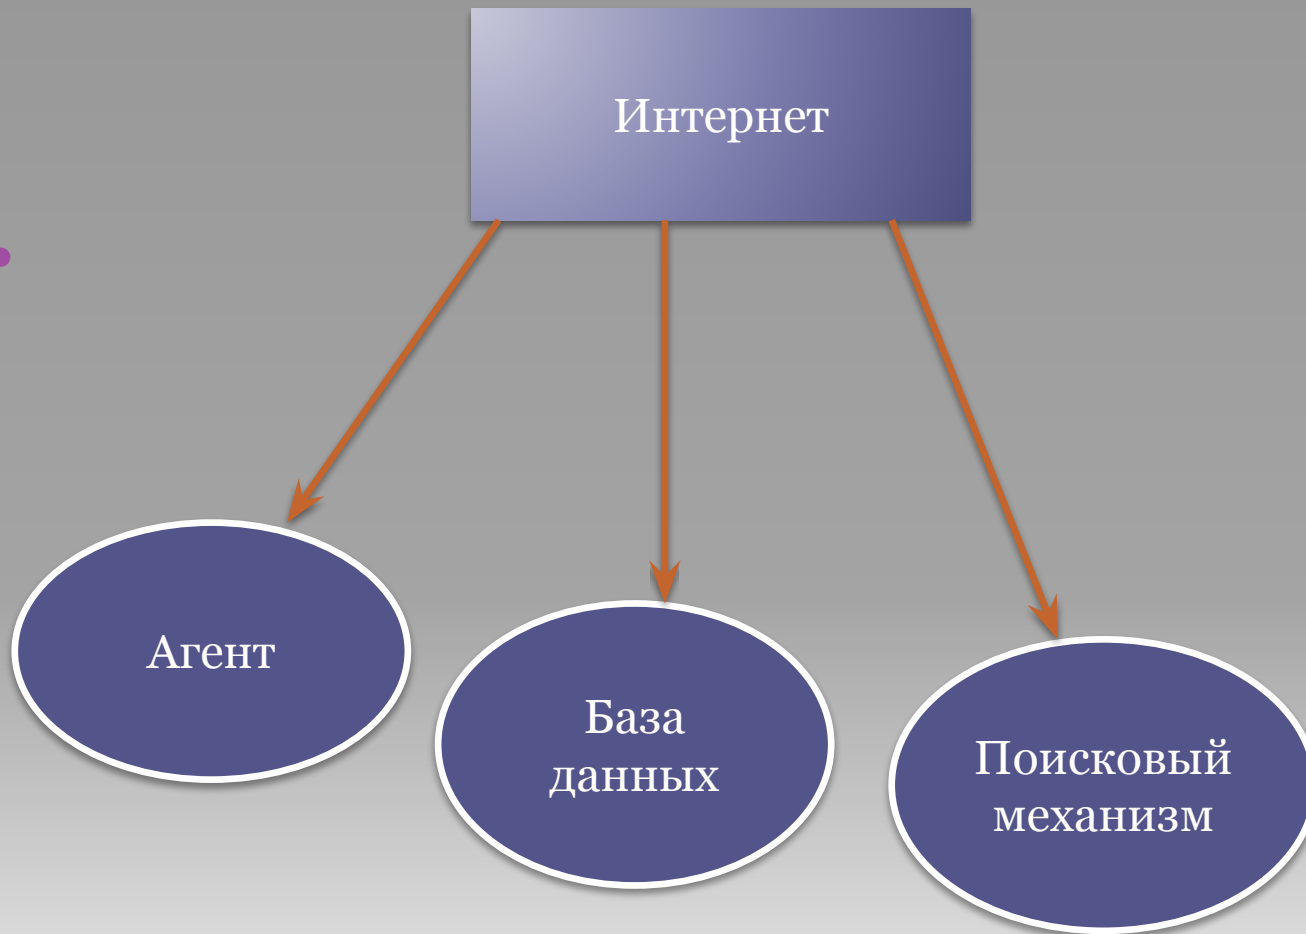 Интернет
Агент
База
данных
Поисковый
механизм